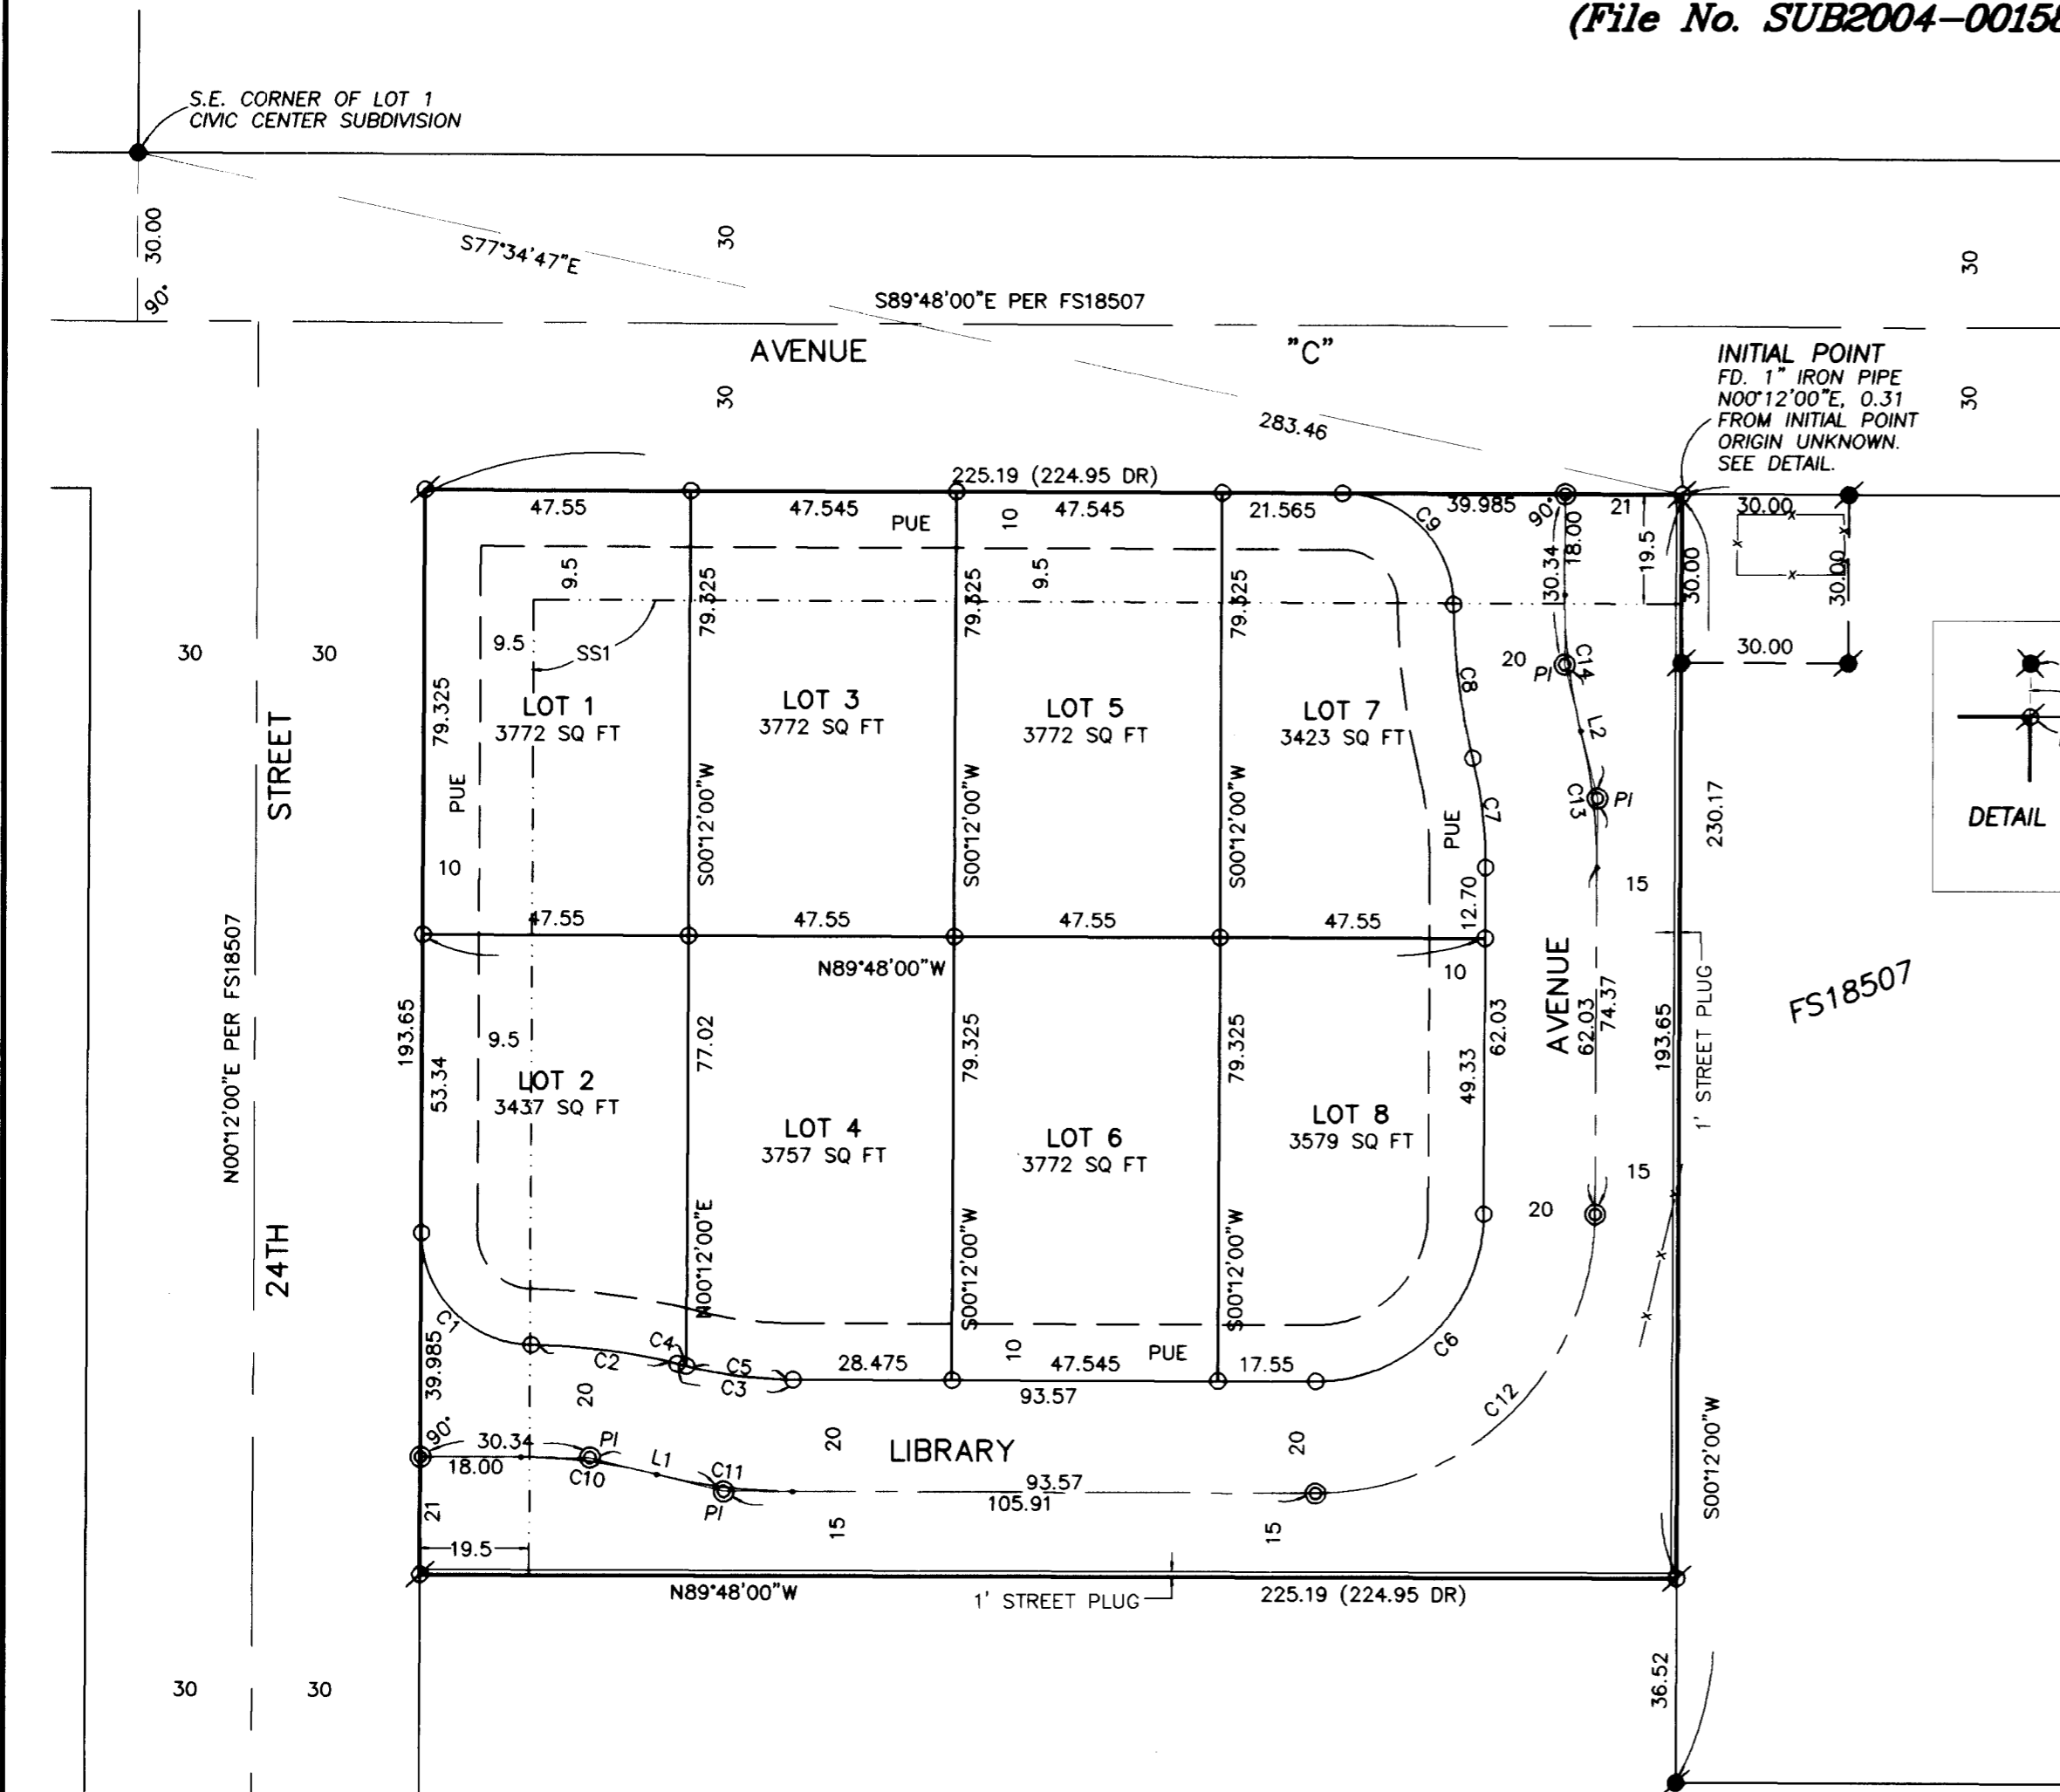 (File No. SUB2004-00158
S.E. CORNER OF LOT 1
CIVIC CENTER SUBDIVISION
30.00
90°
S77°34'47"E
30
30
S89°48'00"E PER FS18507
AVENUE "C"
30
30
283.46
INITIAL POINT
FD. 1" IRON PIPE
N00°12'00"E, 0.31
FROM INITIAL POINT
ORIGIN UNKNOWN.
SEE DETAIL.
225.19 (224.95 DR)
47.55
47.545
47.545
21.565
39.985
21
30.00
PUE
10
C9
90°
18.00
30.34
19.5
30.00
30.00
30.00
9.5
9.5
79.325
79.325
79.325
9.5
SS1
30
30
20
PI
C14
C8
L2
79.325
LOT 1
3772 SQ FT
LOT 3
3772 SQ FT
LOT 5
3772 SQ FT
LOT 7
3423 SQ FT
STREET
PUE
10
S00°12'00"W
S00°12'00"W
S00°12'00"W
PUE
C7
C13
PI
230.17
DETAIL
15
12.70
47.55
47.55
47.55
47.55
N89°48'00"W
10
N00°12'00"E PER FS18507
193.65
53.34
9.5
77.02
79.325
79.325
49.33
62.03
AVENUE
62.03
74.37
193.65
1' STREET PLUG
FS18507
LOT 2
3437 SQ FT
LOT 4
3757 SQ FT
LOT 6
3772 SQ FT
LOT 8
3579 SQ FT
15
20
24TH
N00°12'00"E
S00°12'00"W
S00°12'00"W
C1
C2
C4
C5
C3
28.475
10
47.545
PUE
17.55
C6
93.57
C12
39.985
20
20
20
LIBRARY
90°
30.34
PI
18.00
C10
L1
C11
PI
93.57
105.91
21
15
15
S00°12'00"W
19.5
N89°48'00"W
1' STREET PLUG
225.19 (224.95 DR)
30
30
36.52